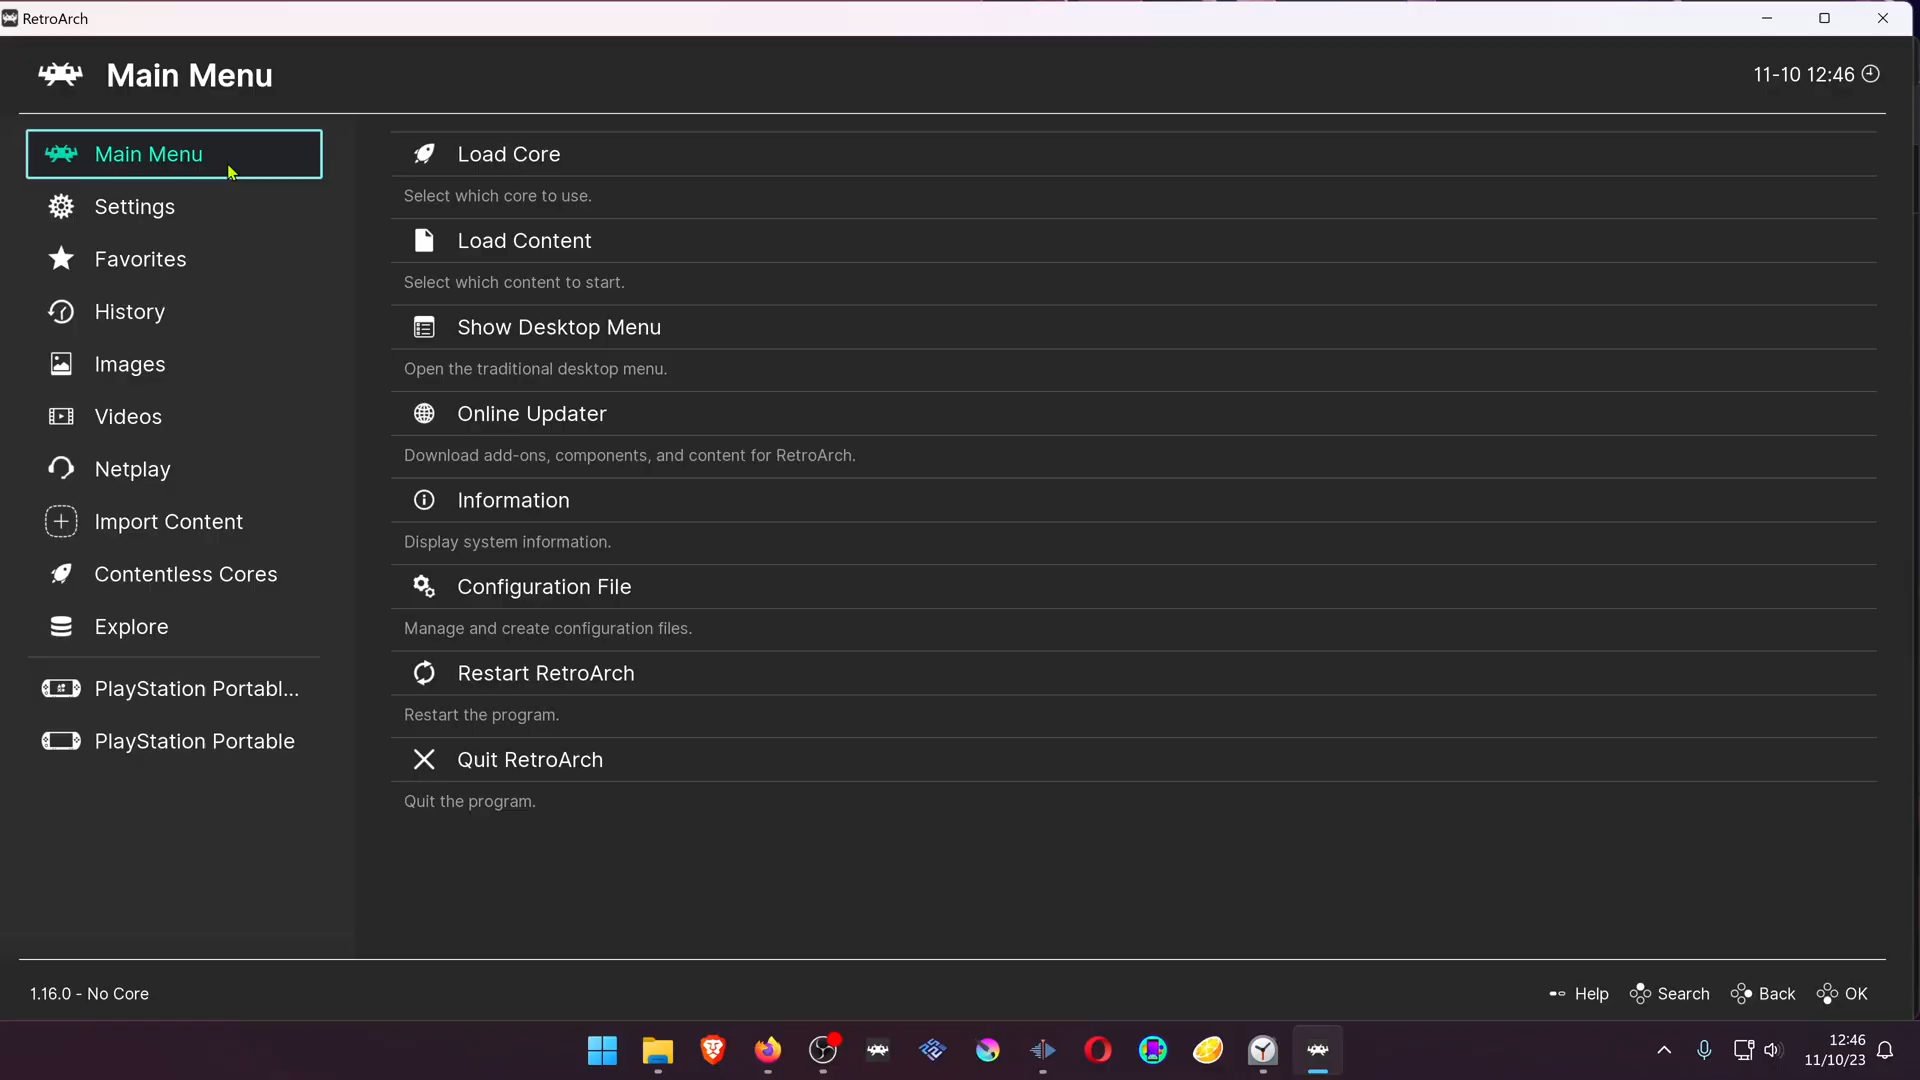 RetroArch
Main Menu
11-10 12:46
Main Menu
Settings
Favorites
History
Images
Videos
Netplay
Import Content
Contentless Cores
Explore
PlayStation Portabl...
PlayStation Portable
Load Core
Select which core to use.
Load Content
Select which content to start.
Show Desktop Menu
Open the traditional desktop menu.
Online Updater
Download add-ons, components, and content for RetroArch.
Information
Display system information.
Configuration File
Manage and create configuration files.
Restart RetroArch
Restart the program.
Quit RetroArch
Quit the program.
1.16.0 - No Core
Help Search Back OK
12:46
11/10/23